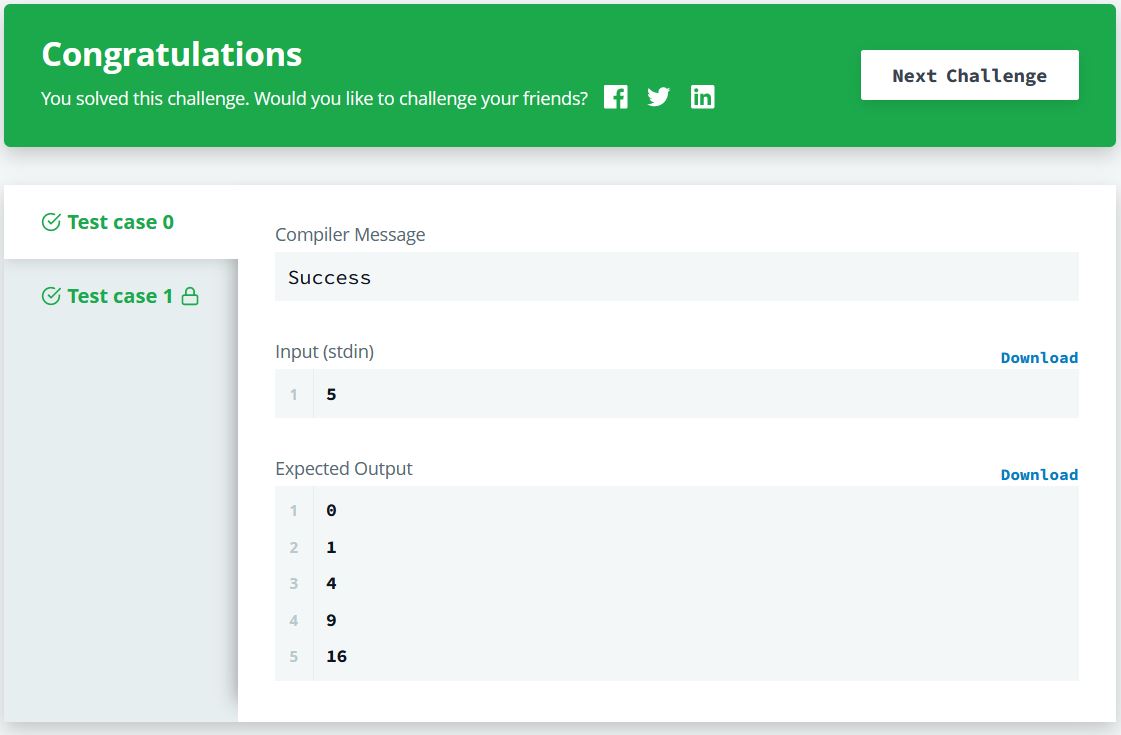 Congratulations
You solved this challenge. Would you like to challenge your friends?
Next Challenge
Test case 0
Test case 1
Compiler Message
Success
Input (stdin)
Download
1 5
Expected Output
Download
1 0
2 1
3 4
4 9
5 16